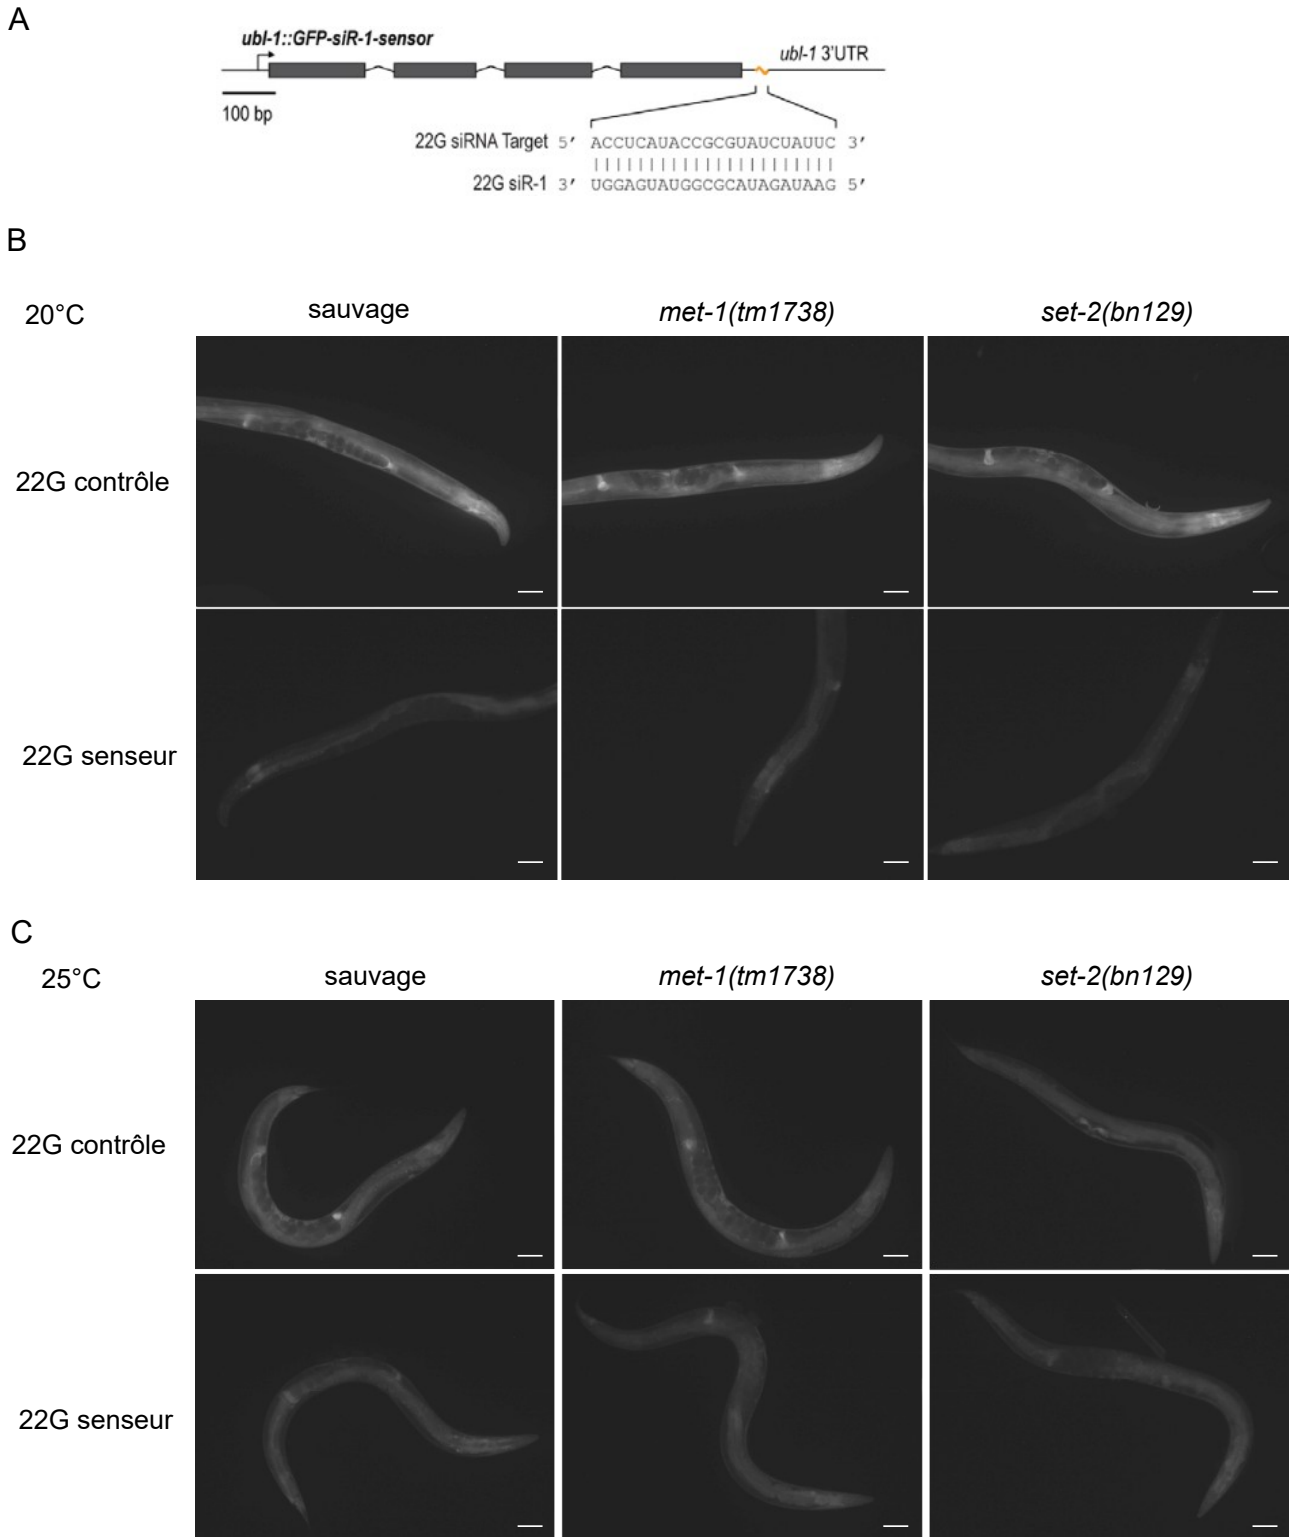 A
ubl-1::GFP-siR-1-sensor
ubl-1 3'UTR
100 bp
22G siRNA Target 5′ ACCUCAUACCGCGUAUCUAUUC 3′
22G siR-1 3′ UGGAGUAUGGCGCAUAGAUAAG 5′
B
20°C sauvage met-1(tm1738) set-2(bn129)
22G contrôle
22G senseur
C
25°C sauvage met-1(tm1738) set-2(bn129)
22G contrôle
22G senseur